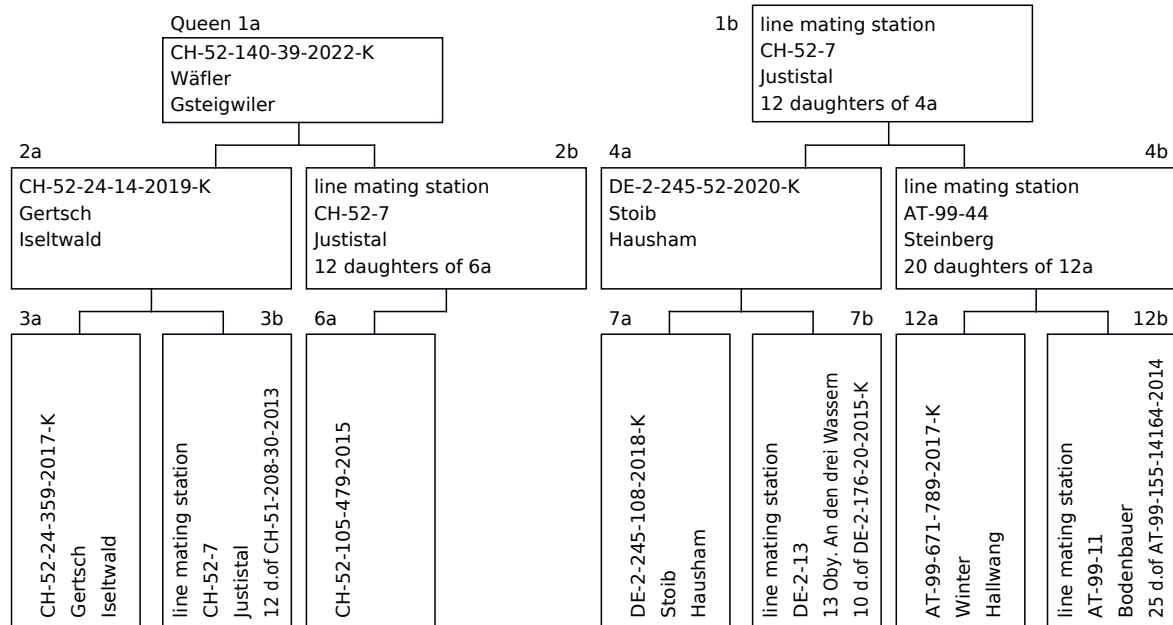 Queen 1a
CH-52-140-39-2022-K
Wäfler
Gsteigwiler
1b
line mating station
CH-52-7
Justistal
12 daughters of 4a
2a
CH-52-24-14-2019-K
Gertsch
Iseltwald
2b
line mating station
CH-52-7
Justistal
12 daughters of 6a
4a
DE-2-245-52-2020-K
Stoib
Hausham
4b
line mating station
AT-99-44
Steinberg
20 daughters of 12a
3a
CH-52-24-359-2017-K
Gertsch
Iseltwald
3b
line mating station
CH-52-7
Justistal
12 d.of CH-51-208-30-2013
6a
CH-52-105-479-2015
7a
DE-2-245-108-2018-K
Stoib
Hausham
7b
line mating station
DE-2-13
13 Oby. An den drei Wassern
10 d.of DE-2-176-20-2015-K
12a
AT-99-671-789-2017-K
Winter
Hallwang
12b
line mating station
AT-99-11
Bodenbauer
25 d.of AT-99-155-14164-2014